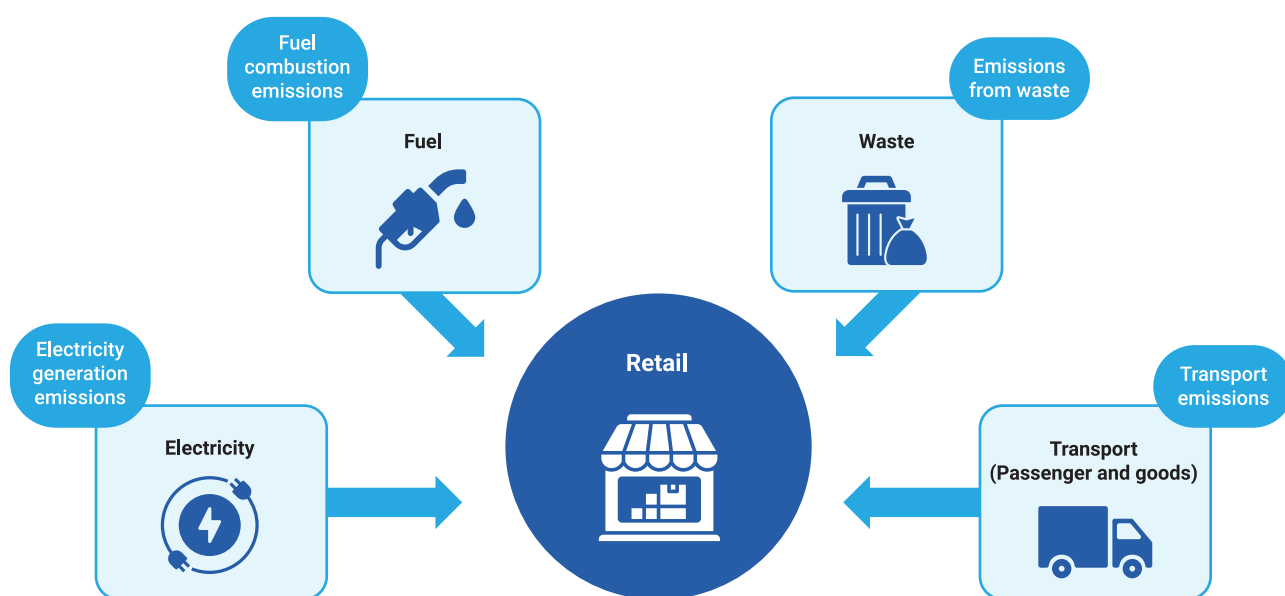 Fuel
combustion
emissions
Fuel
Emissions
from waste
Waste
Electricity
generation
emissions
Electricity
Retail
Transport
emissions
Transport
(Passenger and goods)